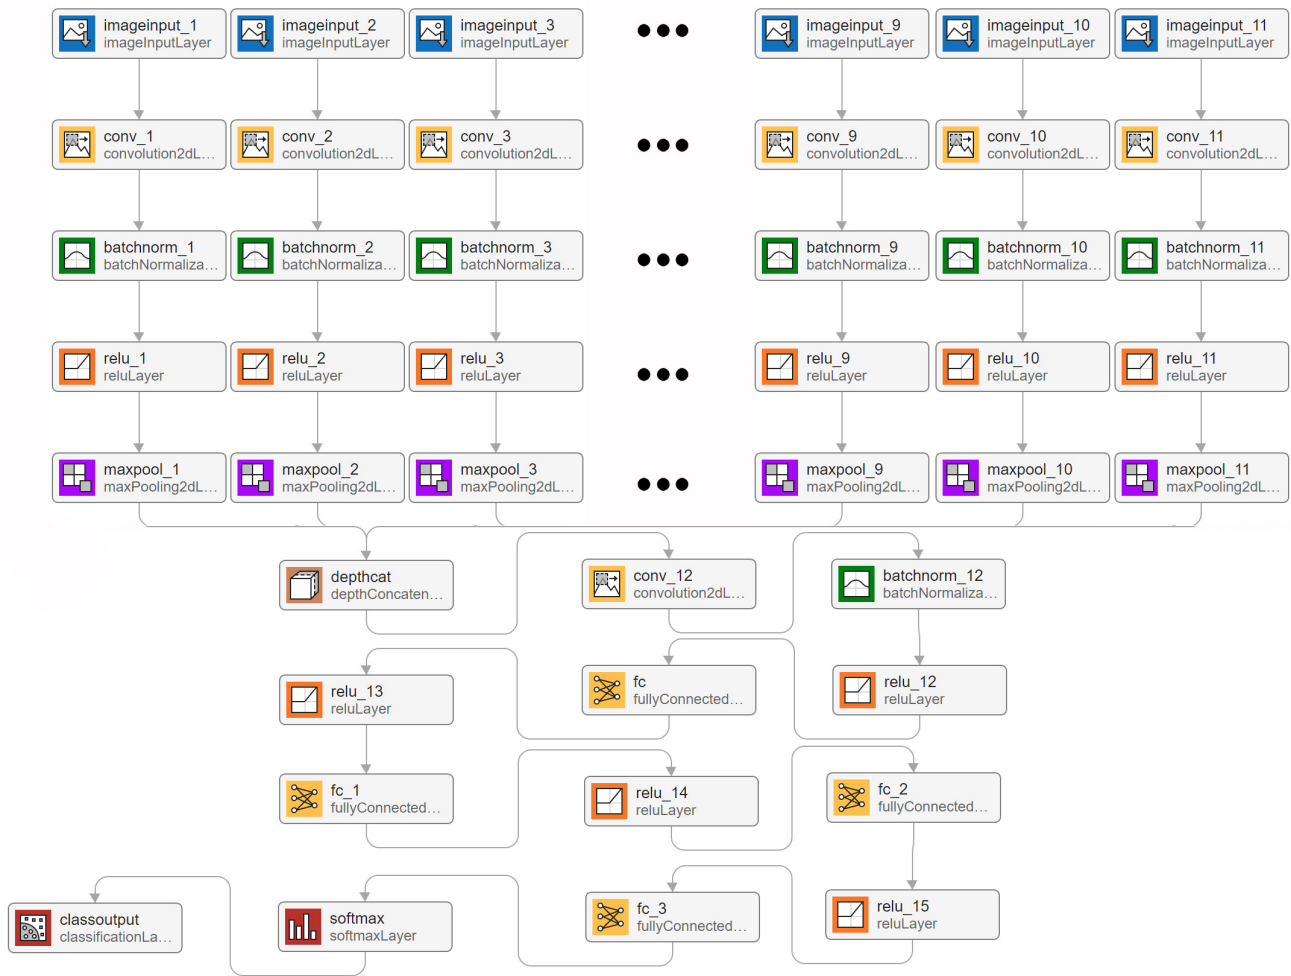 imageinput_1
imageInputLayer
imageinput_2
imageInputLayer
imageinput_3
imageInputLayer
imageinput_9
imageInputLayer
imageinput_10
imageInputLayer
imageinput_11
imageInputLayer
conv_1
convolution2dL...
conv_2
convolution2dL...
conv_3
convolution2dL...
conv_9
convolution2dL...
conv_10
convolution2dL...
conv_11
convolution2dL...
batchnorm_1
batchNormaliza...
batchnorm_2
batchNormaliza...
batchnorm_3
batchNormaliza...
batchnorm_9
batchNormaliza...
batchnorm_10
batchNormaliza...
batchnorm_11
batchNormaliza...
relu_1
reluLayer
relu_2
reluLayer
relu_3
reluLayer
relu_9
reluLayer
relu_10
reluLayer
relu_11
reluLayer
maxpool_1
maxPooling2dL...
maxpool_2
maxPooling2dL...
maxpool_3
maxPooling2dL...
maxpool_9
maxPooling2dL...
maxpool_10
maxPooling2dL...
maxpool_11
maxPooling2dL...
depthcat
depthConcaten...
conv_12
convolution2dL...
batchnorm_12
batchNormaliza...
relu_13
reluLayer
fc
fullyConnected...
relu_12
reluLayer
fc_1
fullyConnected...
relu_14
reluLayer
fc_2
fullyConnected...
classoutput
classificationLa...
softmax
softmaxLayer
fc_3
fullyConnected...
relu_15
reluLayer